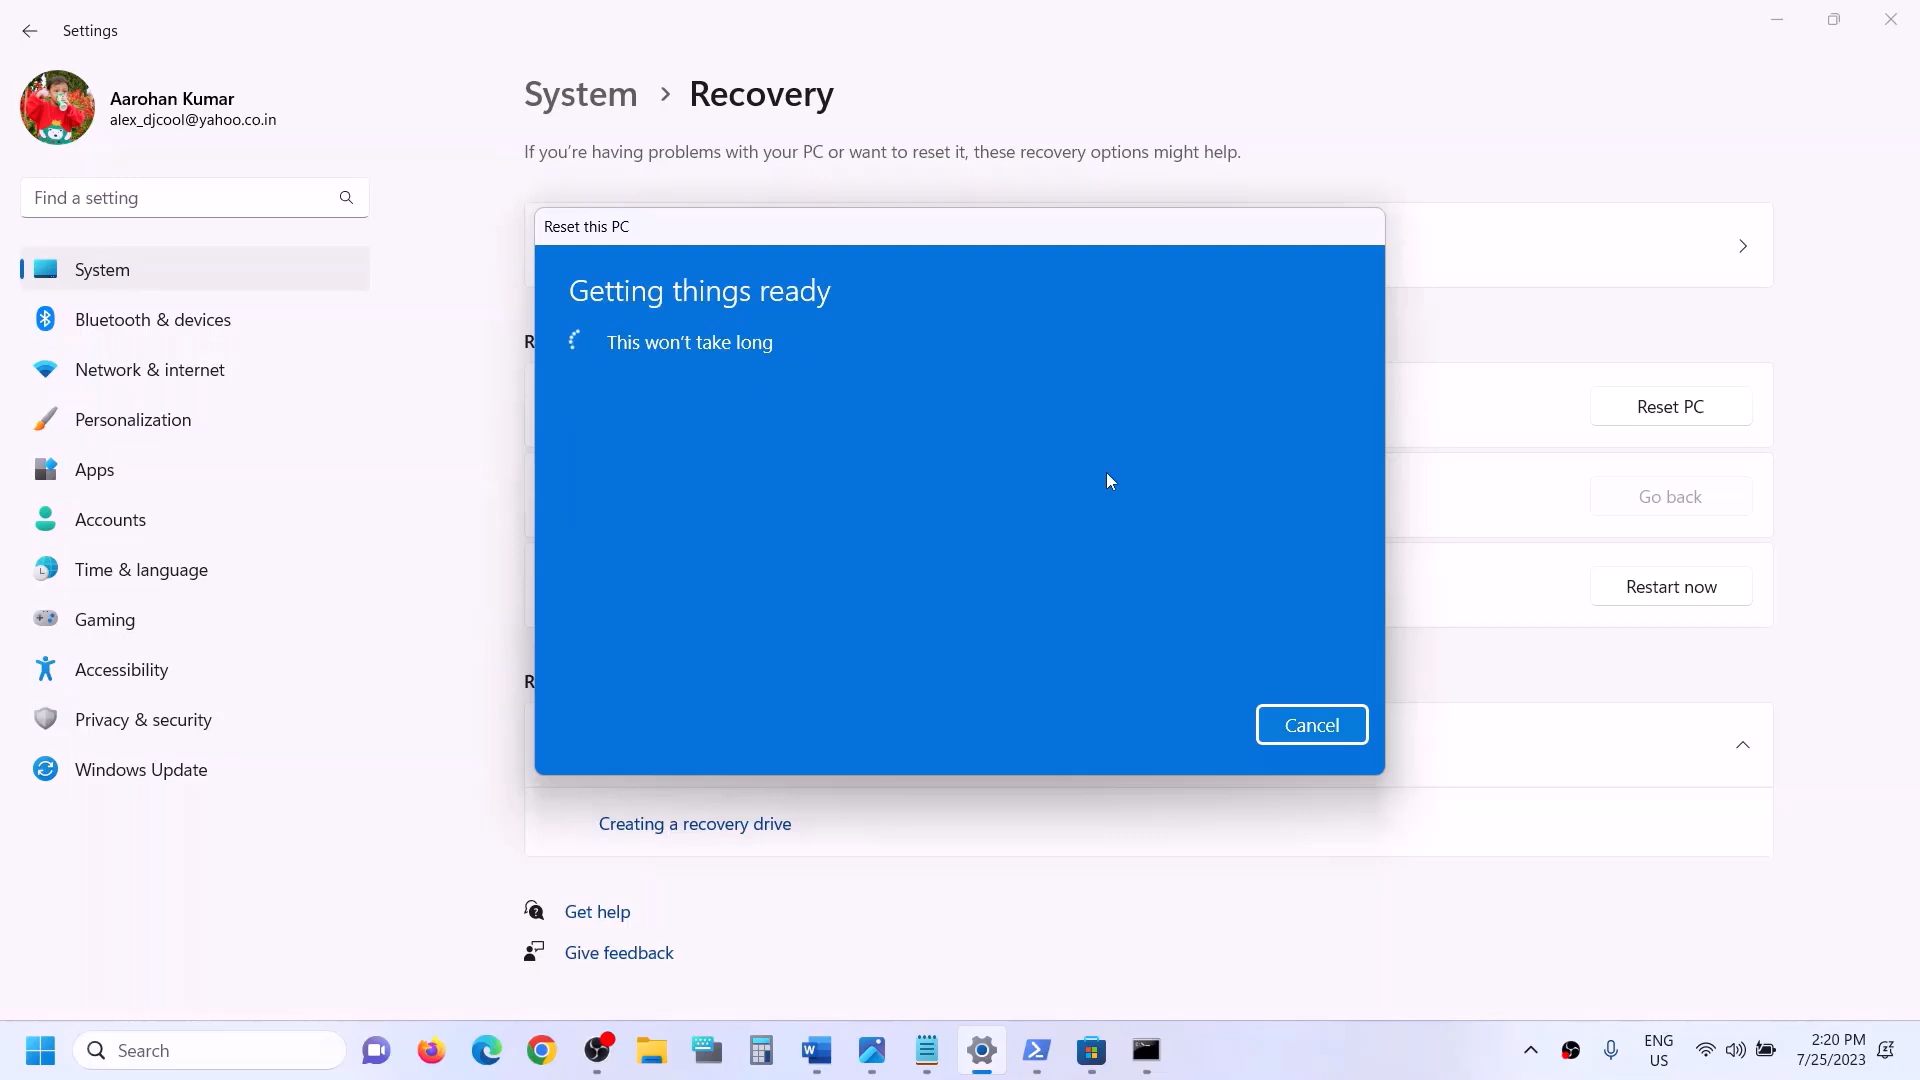 Settings
Aarohan Kumar
alex_djcool@yahoo.co.in
Find a setting
System
Bluetooth & devices
Network & internet
Personalization
Apps
Accounts
Time & language
Gaming
Accessibility
Privacy & security
Windows Update
System > Recovery
If you're having problems with your PC or want to reset it, these recovery options might help.
Reset this PC
Getting things ready
This won't take long
Cancel
R
Reset PC
Go back
Restart now
R
Creating a recovery drive
Get help
Give feedback
Search
ENG
US
2:20 PM
7/25/2023